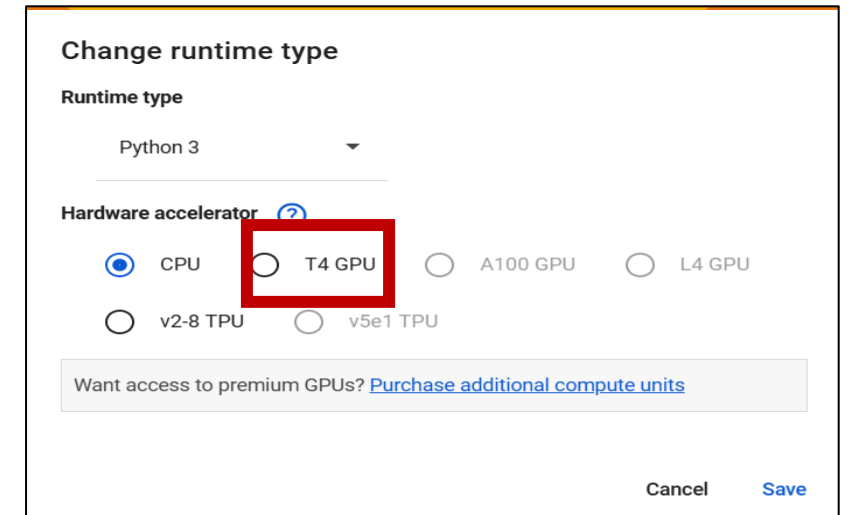 Change runtime type
Runtime type
Python 3
Hardware accelerator ?
CPU T4 GPU A100 GPU L4 GPU
v2-8 TPU v5e1 TPU
Want access to premium GPUs? Purchase additional compute units
Cancel Save